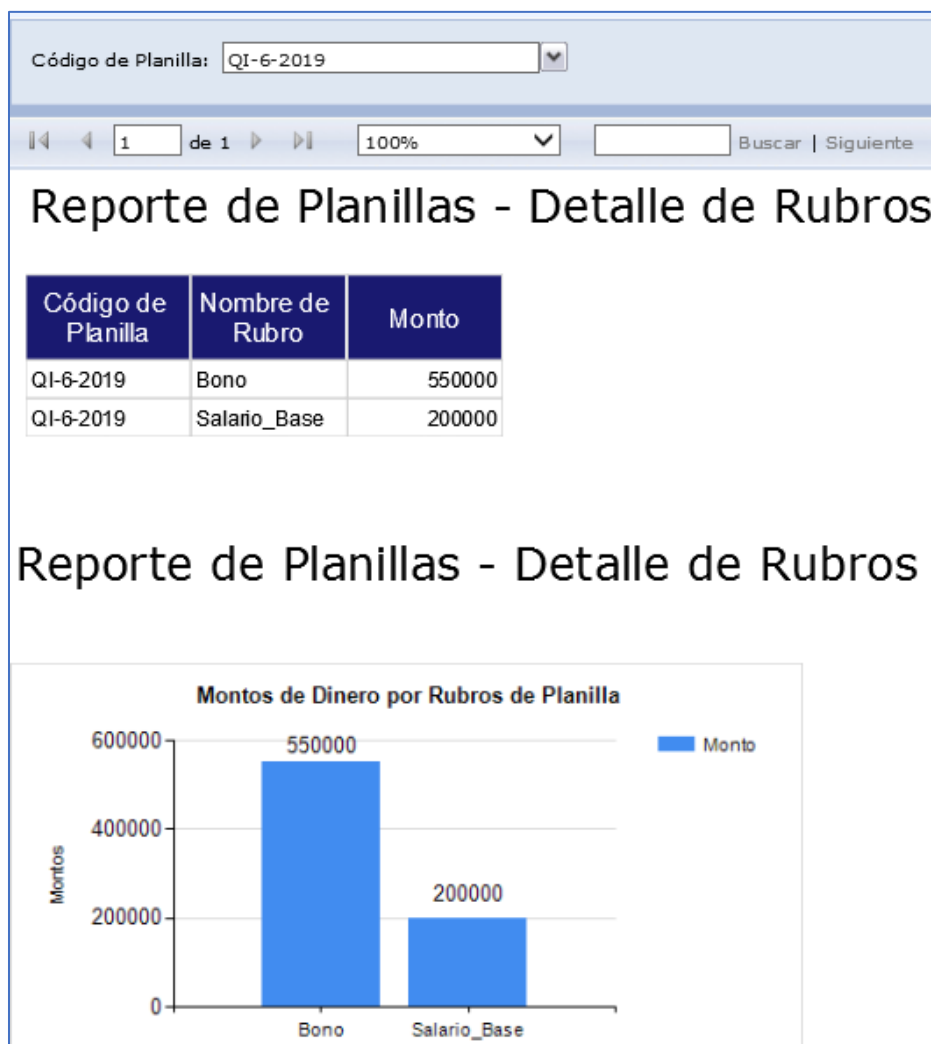 Código de Planilla: QI-6-2019
1 de 1 100% Buscar | Siguiente
Reporte de Planillas - Detalle de Rubros
Código de Planilla Nombre de Rubro Monto
QI-6-2019 Bono 550000
QI-6-2019 Salario_Base 200000
Reporte de Planillas - Detalle de Rubros
Montos de Dinero por Rubros de Planilla
600000
550000
Monto
400000
Montos
200000
200000
0
Bono Salario_Base